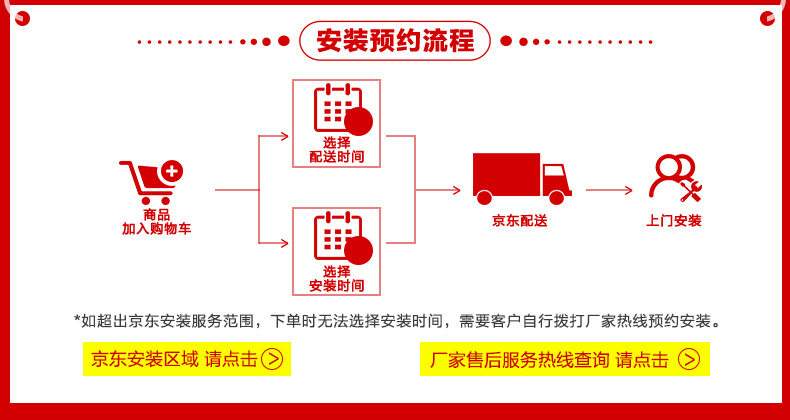 安装预约流程
商品
加入购物车
选择
配送时间
选择
安装时间
京东配送
上门安装
*如超出京东安装服务范围，下单时无法选择安装时间，需要客户自行拨打厂家热线预约安装。
京东安装区域 请点击
厂家售后服务热线查询 请点击